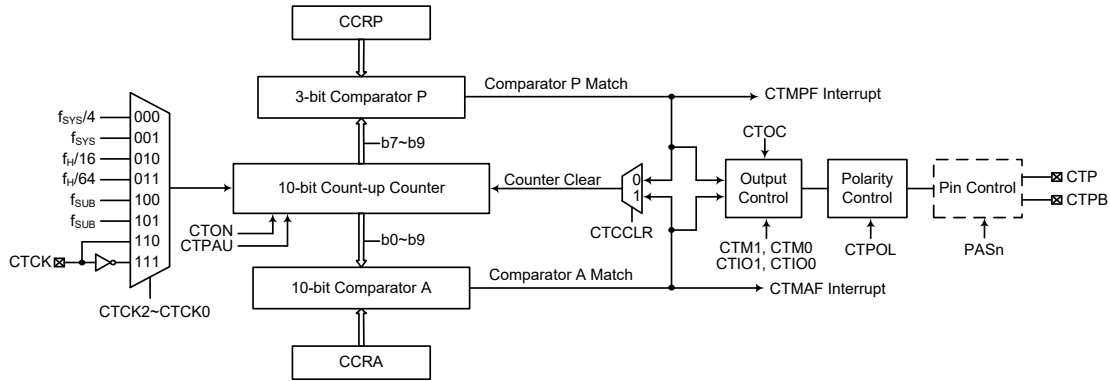 CCRP
3-bit Comparator P
Comparator P Match
CTMPF Interrupt
fSYS/4
000
fSYS
001
fH/16
010
fH/64
011
fSUB
100
fSUB
101
110
CTCK
111
CTCK2~CTCK0
b7~b9
10-bit Count-up Counter
Counter Clear
0
1
CTCCLR
CTON
CTPAU
b0~b9
CTOC
Output
Control
CTM1, CTM0
CTIO1, CTIO0
Polarity
Control
CTPOL
Pin Control
PASn
CTP
CTPB
10-bit Comparator A
Comparator A Match
CTMAF Interrupt
CCRA